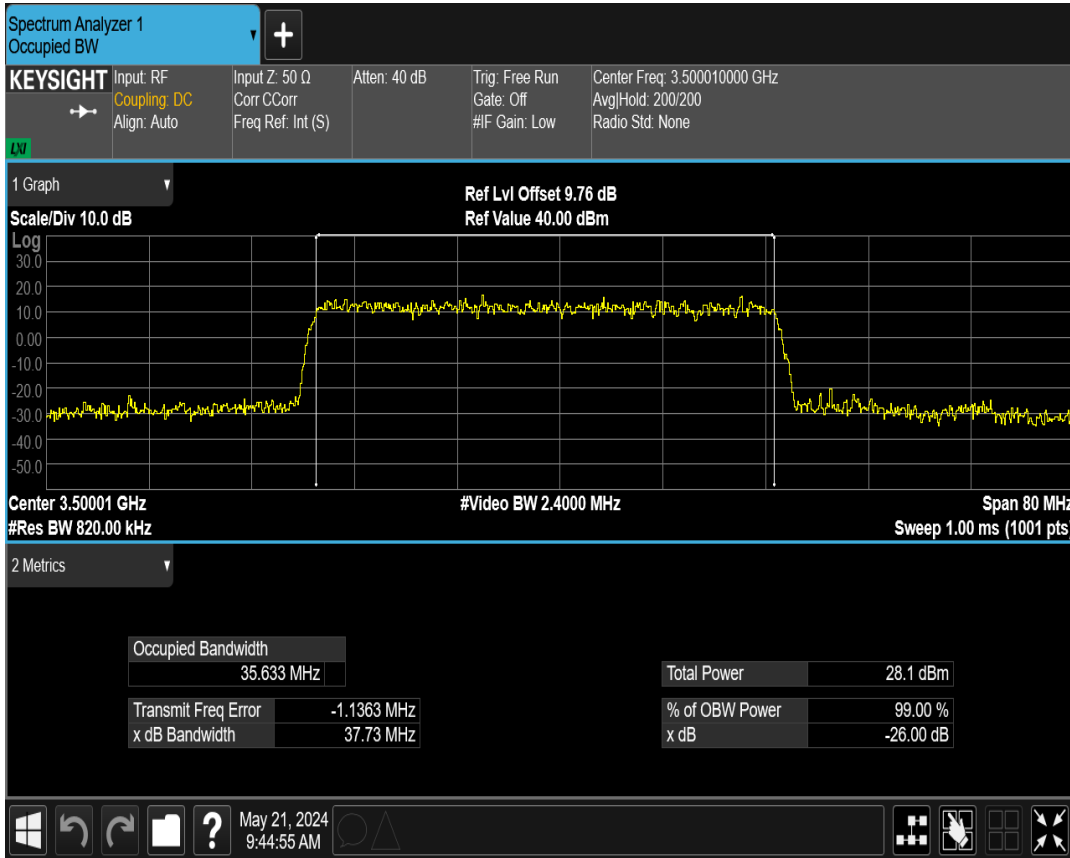 Spectrum Analyzer 1
Occupied BW
KEYSIGHT
LXI
Input: RF
Coupling: DC
Align: Auto
Input Z: 50 Ω
Corr CCorr
Freq Ref: Int (S)
Atten: 40 dB
Trig: Free Run
Gate: Off
#IF Gain: Low
Center Freq: 3.500010000 GHz
Avg|Hold: 200/200
Radio Std: None
1 Graph
Scale/Div 10.0 dB
Ref Lvl Offset 9.76 dB
Ref Value 40.00 dBm
Log
30.0
20.0
10.0
0.00
-10.0
-20.0
-30.0
-40.0
-50.0
Center 3.50001 GHz
#Video BW 2.4000 MHz
Span 80 MHz
#Res BW 820.00 kHz
Sweep 1.00 ms (1001 pts)
2 Metrics
Occupied Bandwidth
35.633 MHz
Transmit Freq Error -1.1363 MHz
x dB Bandwidth 37.73 MHz
Total Power 28.1 dBm
% of OBW Power 99.00 %
x dB -26.00 dB
May 21, 2024
9:44:55 AM